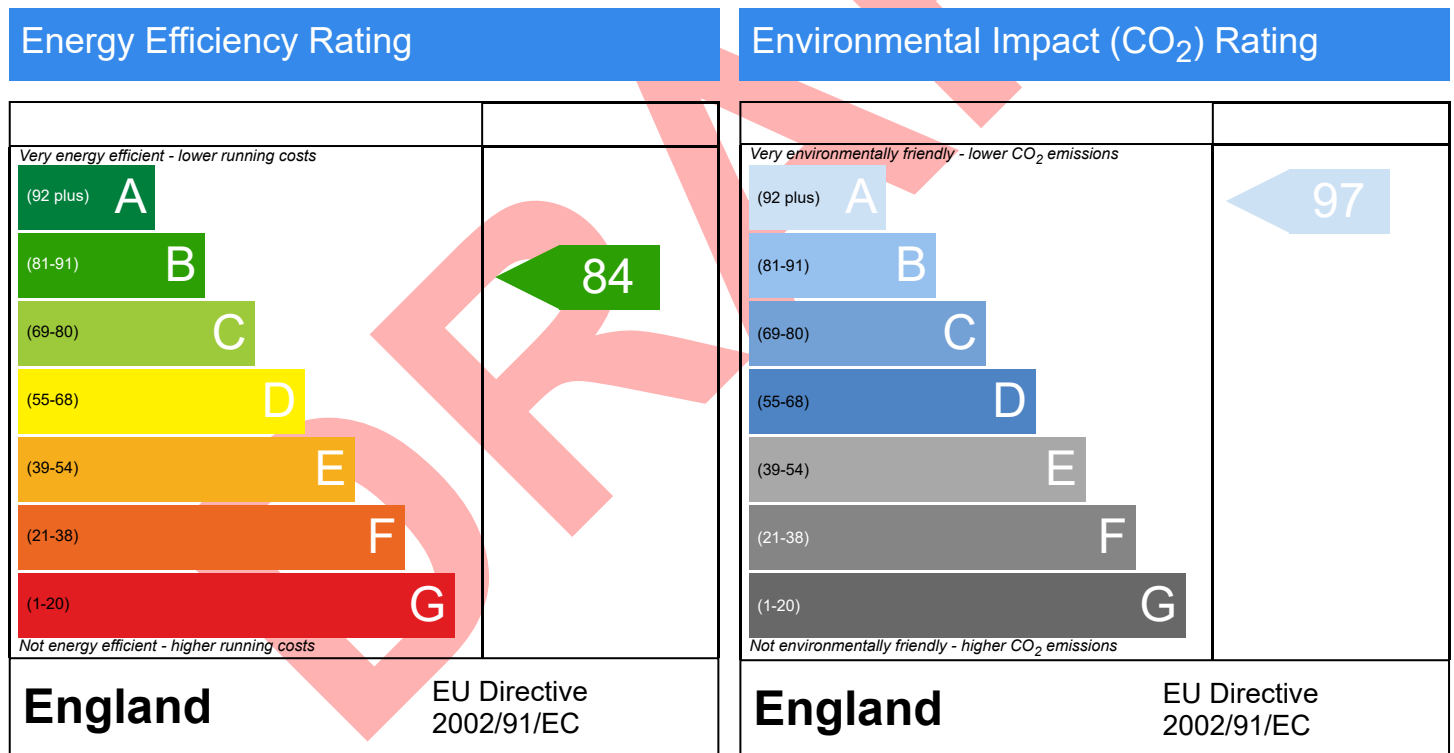 Energy Efficiency Rating
Very energy efficient - lower running costs
(92 plus) A
(81-91) B
(69-80) C
(55-68) D
(39-54) E
(21-38) F
(1-20) G
Not energy efficient - higher running costs
84
England
EU Directive
2002/91/EC
Environmental Impact (CO2) Rating
Very environmentally friendly - lower CO2 emissions
(92 plus) A
(81-91) B
(69-80) C
(55-68) D
(39-54) E
(21-38) F
(1-20) G
Not environmentally friendly - higher CO2 emissions
97
England
EU Directive
2002/91/EC